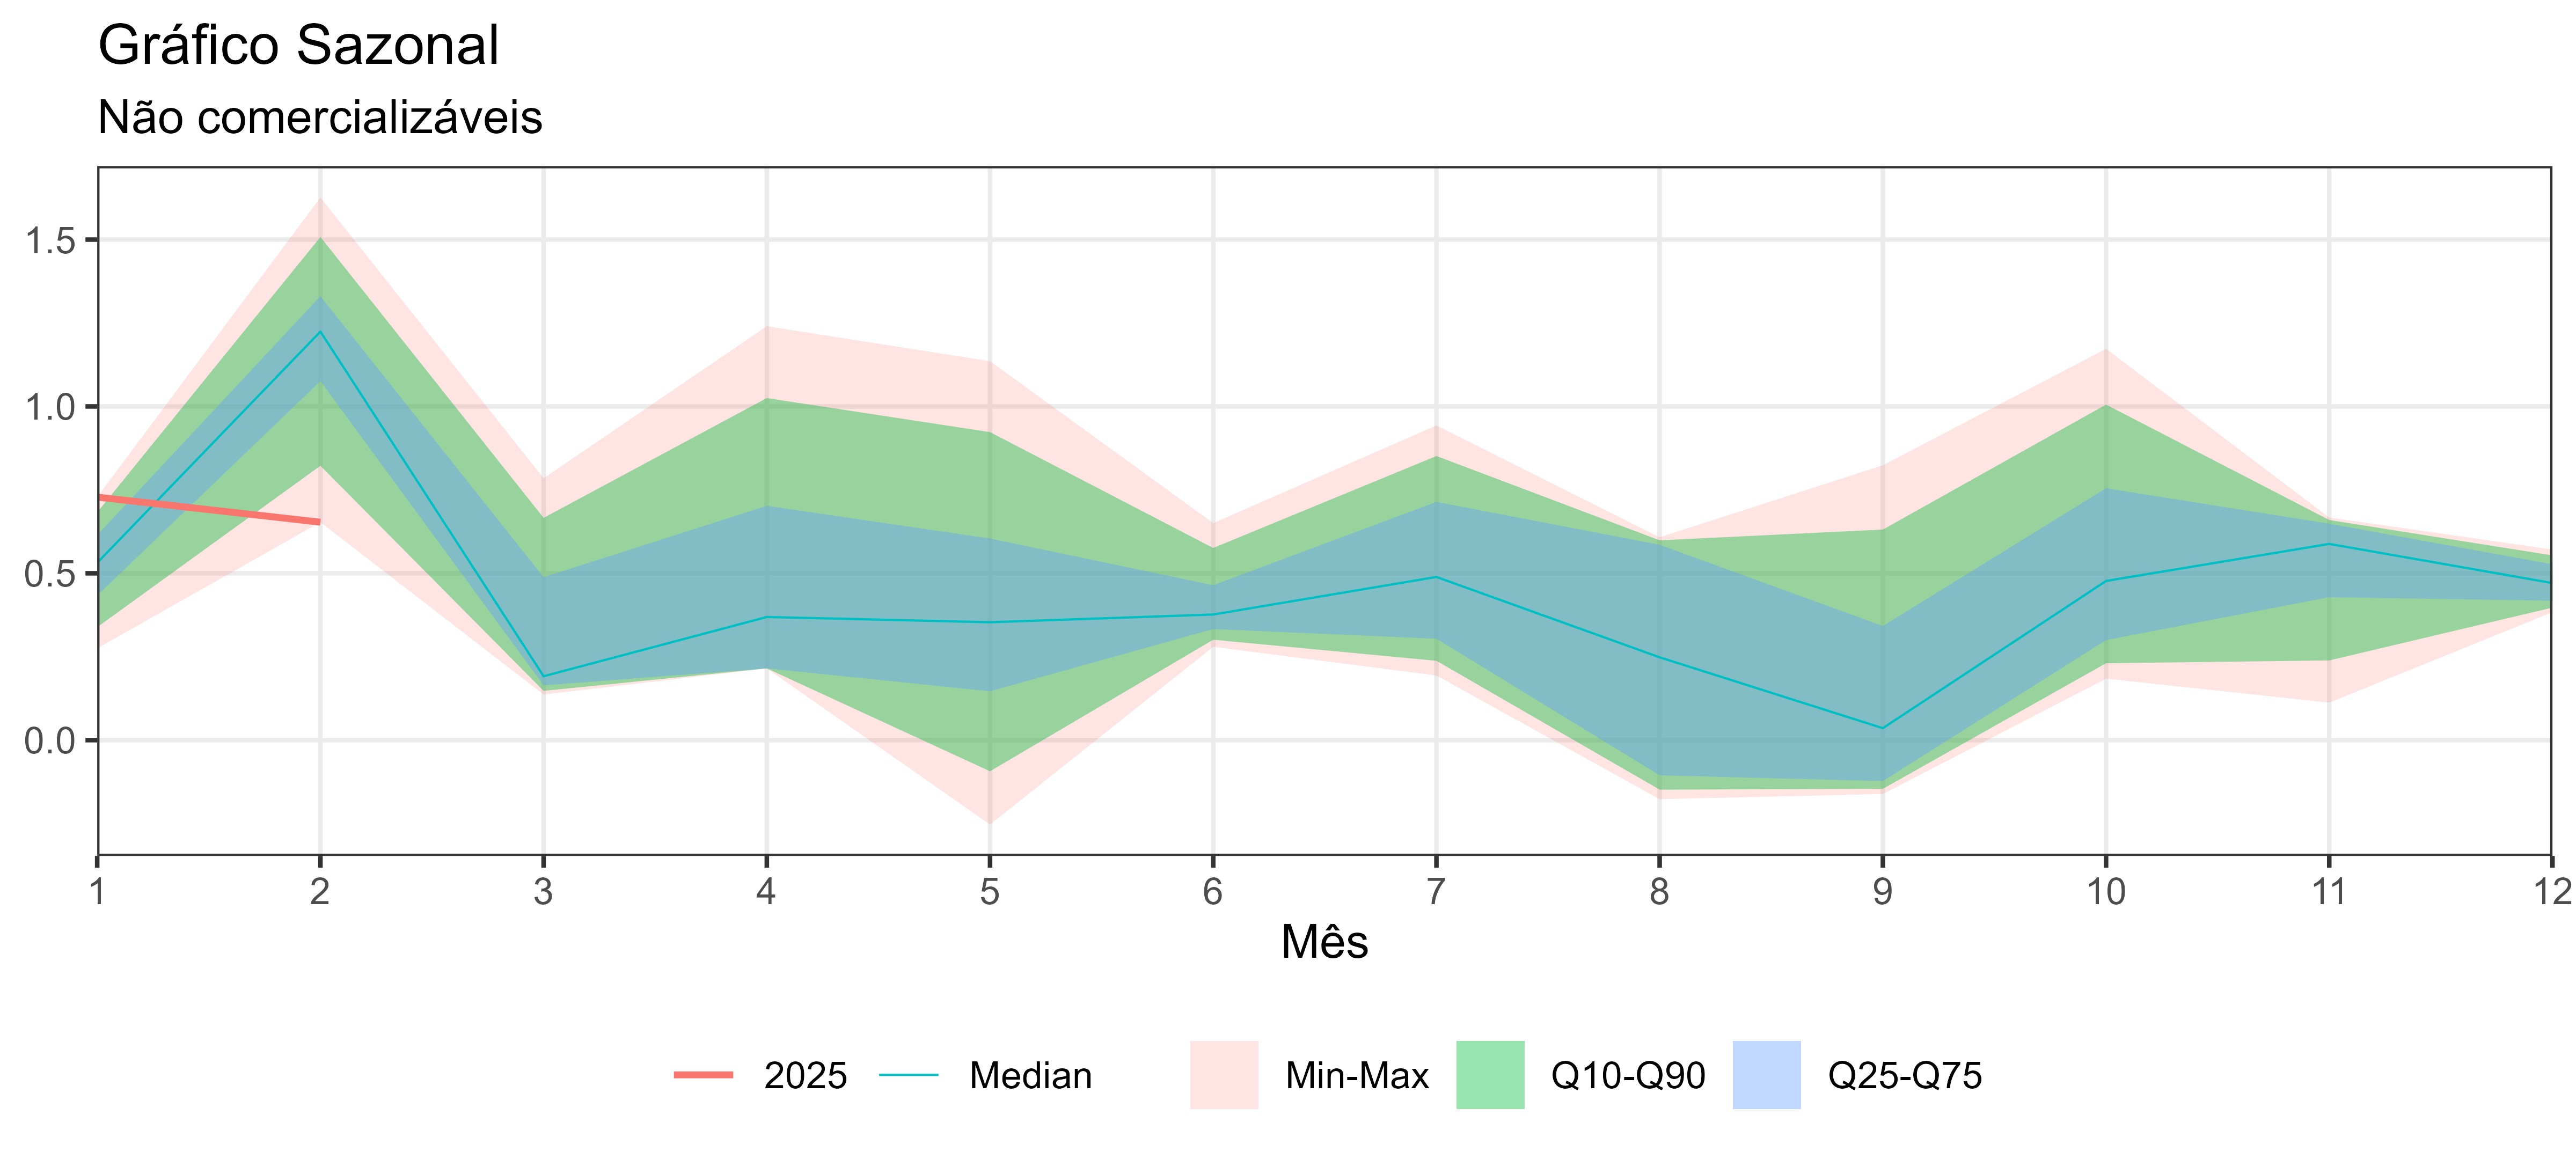 Gráfico Sazonal
Não comercializáveis
1.5
1.0
0.5
0.0
1 2 3 4 5 6 7 8 9 10 11 12
Mês
2025 Median Min-Max Q10-Q90 Q25-Q75